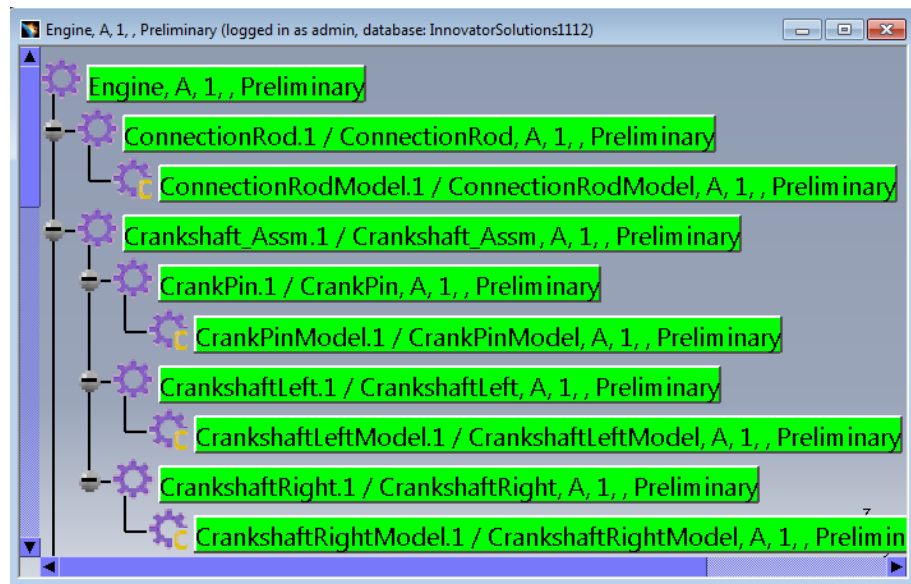 Engine, A, 1, , Preliminary (logged in as admin, database: InnovatorSolutions1112)
Engine, A, 1, , Preliminary
ConnectionRod.1 / ConnectionRod, A, 1, , Preliminary
ConnectionRodModel.1 / ConnectionRodModel, A, 1, , Preliminary
Crankshaft_Assm.1 / Crankshaft_Assm, A, 1, , Preliminary
CrankPin.1 / CrankPin, A, 1, , Preliminary
CrankPinModel.1 / CrankPinModel, A, 1, , Preliminary
CrankshaftLeft.1 / CrankshaftLeft, A, 1, , Preliminary
CrankshaftLeftModel.1 / CrankshaftLeftModel, A, 1, , Preliminary
CrankshaftRight.1 / CrankshaftRight, A, 1, , Preliminary
CrankshaftRightModel.1 / CrankshaftRightModel, A, 1, , Prelimin